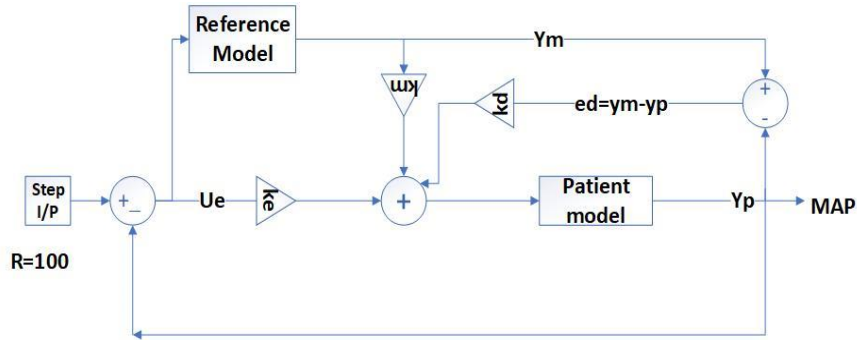 Reference
Model
Ym
km
kd
ed=ym-yp
+
-
Step
I/P
+
_
Ue
ke
+
Patient
model
Yp
MAP
R=100